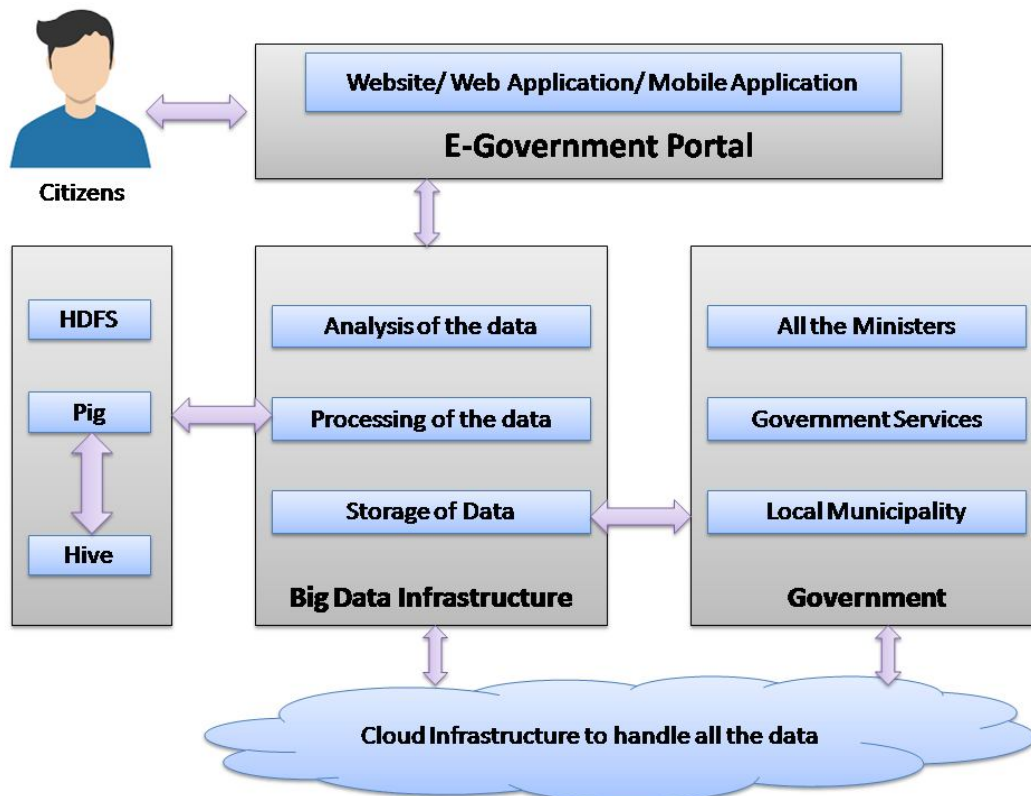 Website/ Web Application/ Mobile Application
E-Government Portal
Citizens
HDFS
Pig
Hive
Analysis of the data
Processing of the data
Storage of Data
Big Data Infrastructure
All the Ministers
Government Services
Local Municipality
Government
Cloud Infrastructure to handle all the data